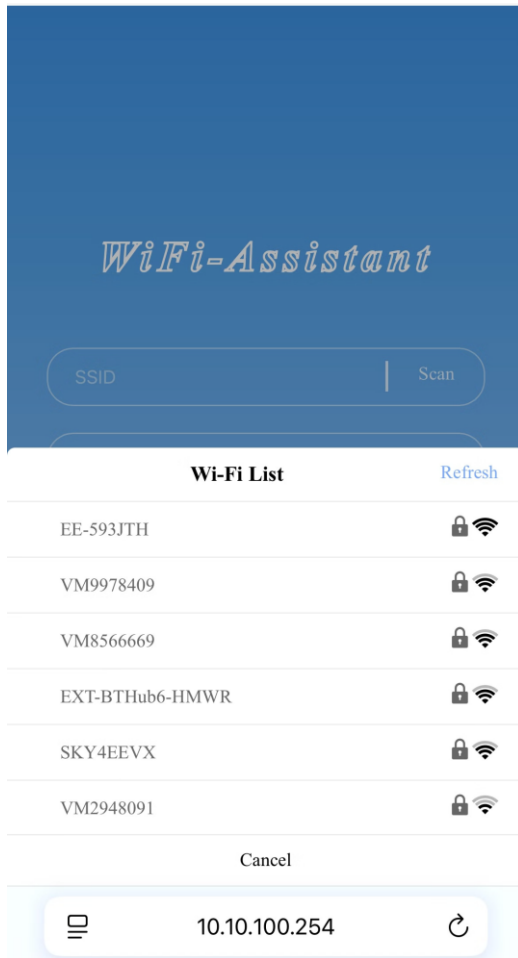 WiFi-Assistant
SSID Scan
Wi-Fi List Refresh
EE-593JTH
VM9978409
VM8566669
EXT-BTHub6-HMWR
SKY4EEVX
VM2948091
Cancel
10.10.100.254